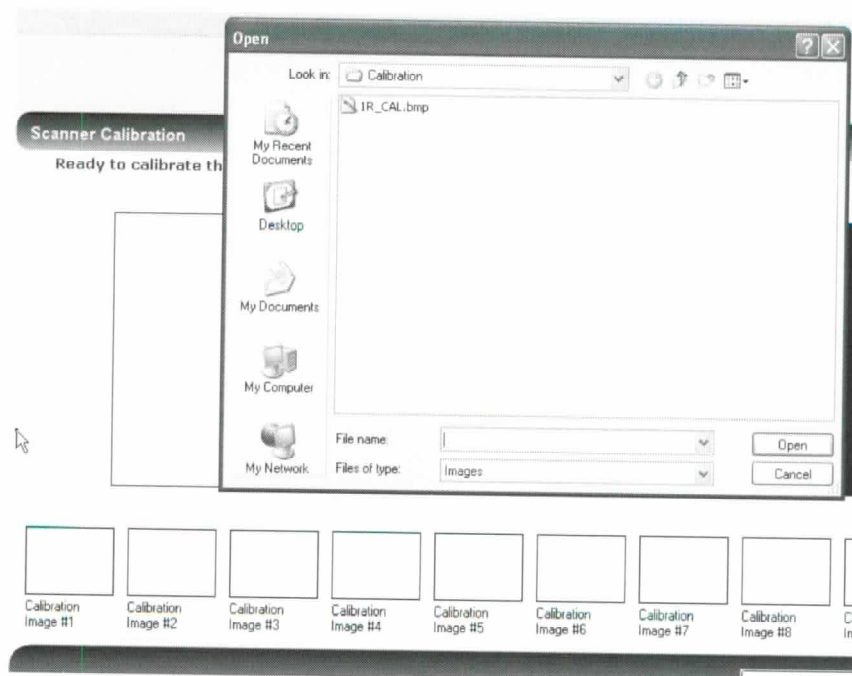 Open
Look in: Calibration
1R_CAL.bmp
My Recent
Documents
Desktop
My Documents
My Computer
My Network
File name:
Open
Files of type: Images
Cancel
Scanner Calibration
Ready to calibrate th
Calibration
Image #1
Calibration
Image #2
Calibration
Image #3
Calibration
Image #4
Calibration
Image #5
Calibration
Image #6
Calibration
Image #7
Calibration
Image #8